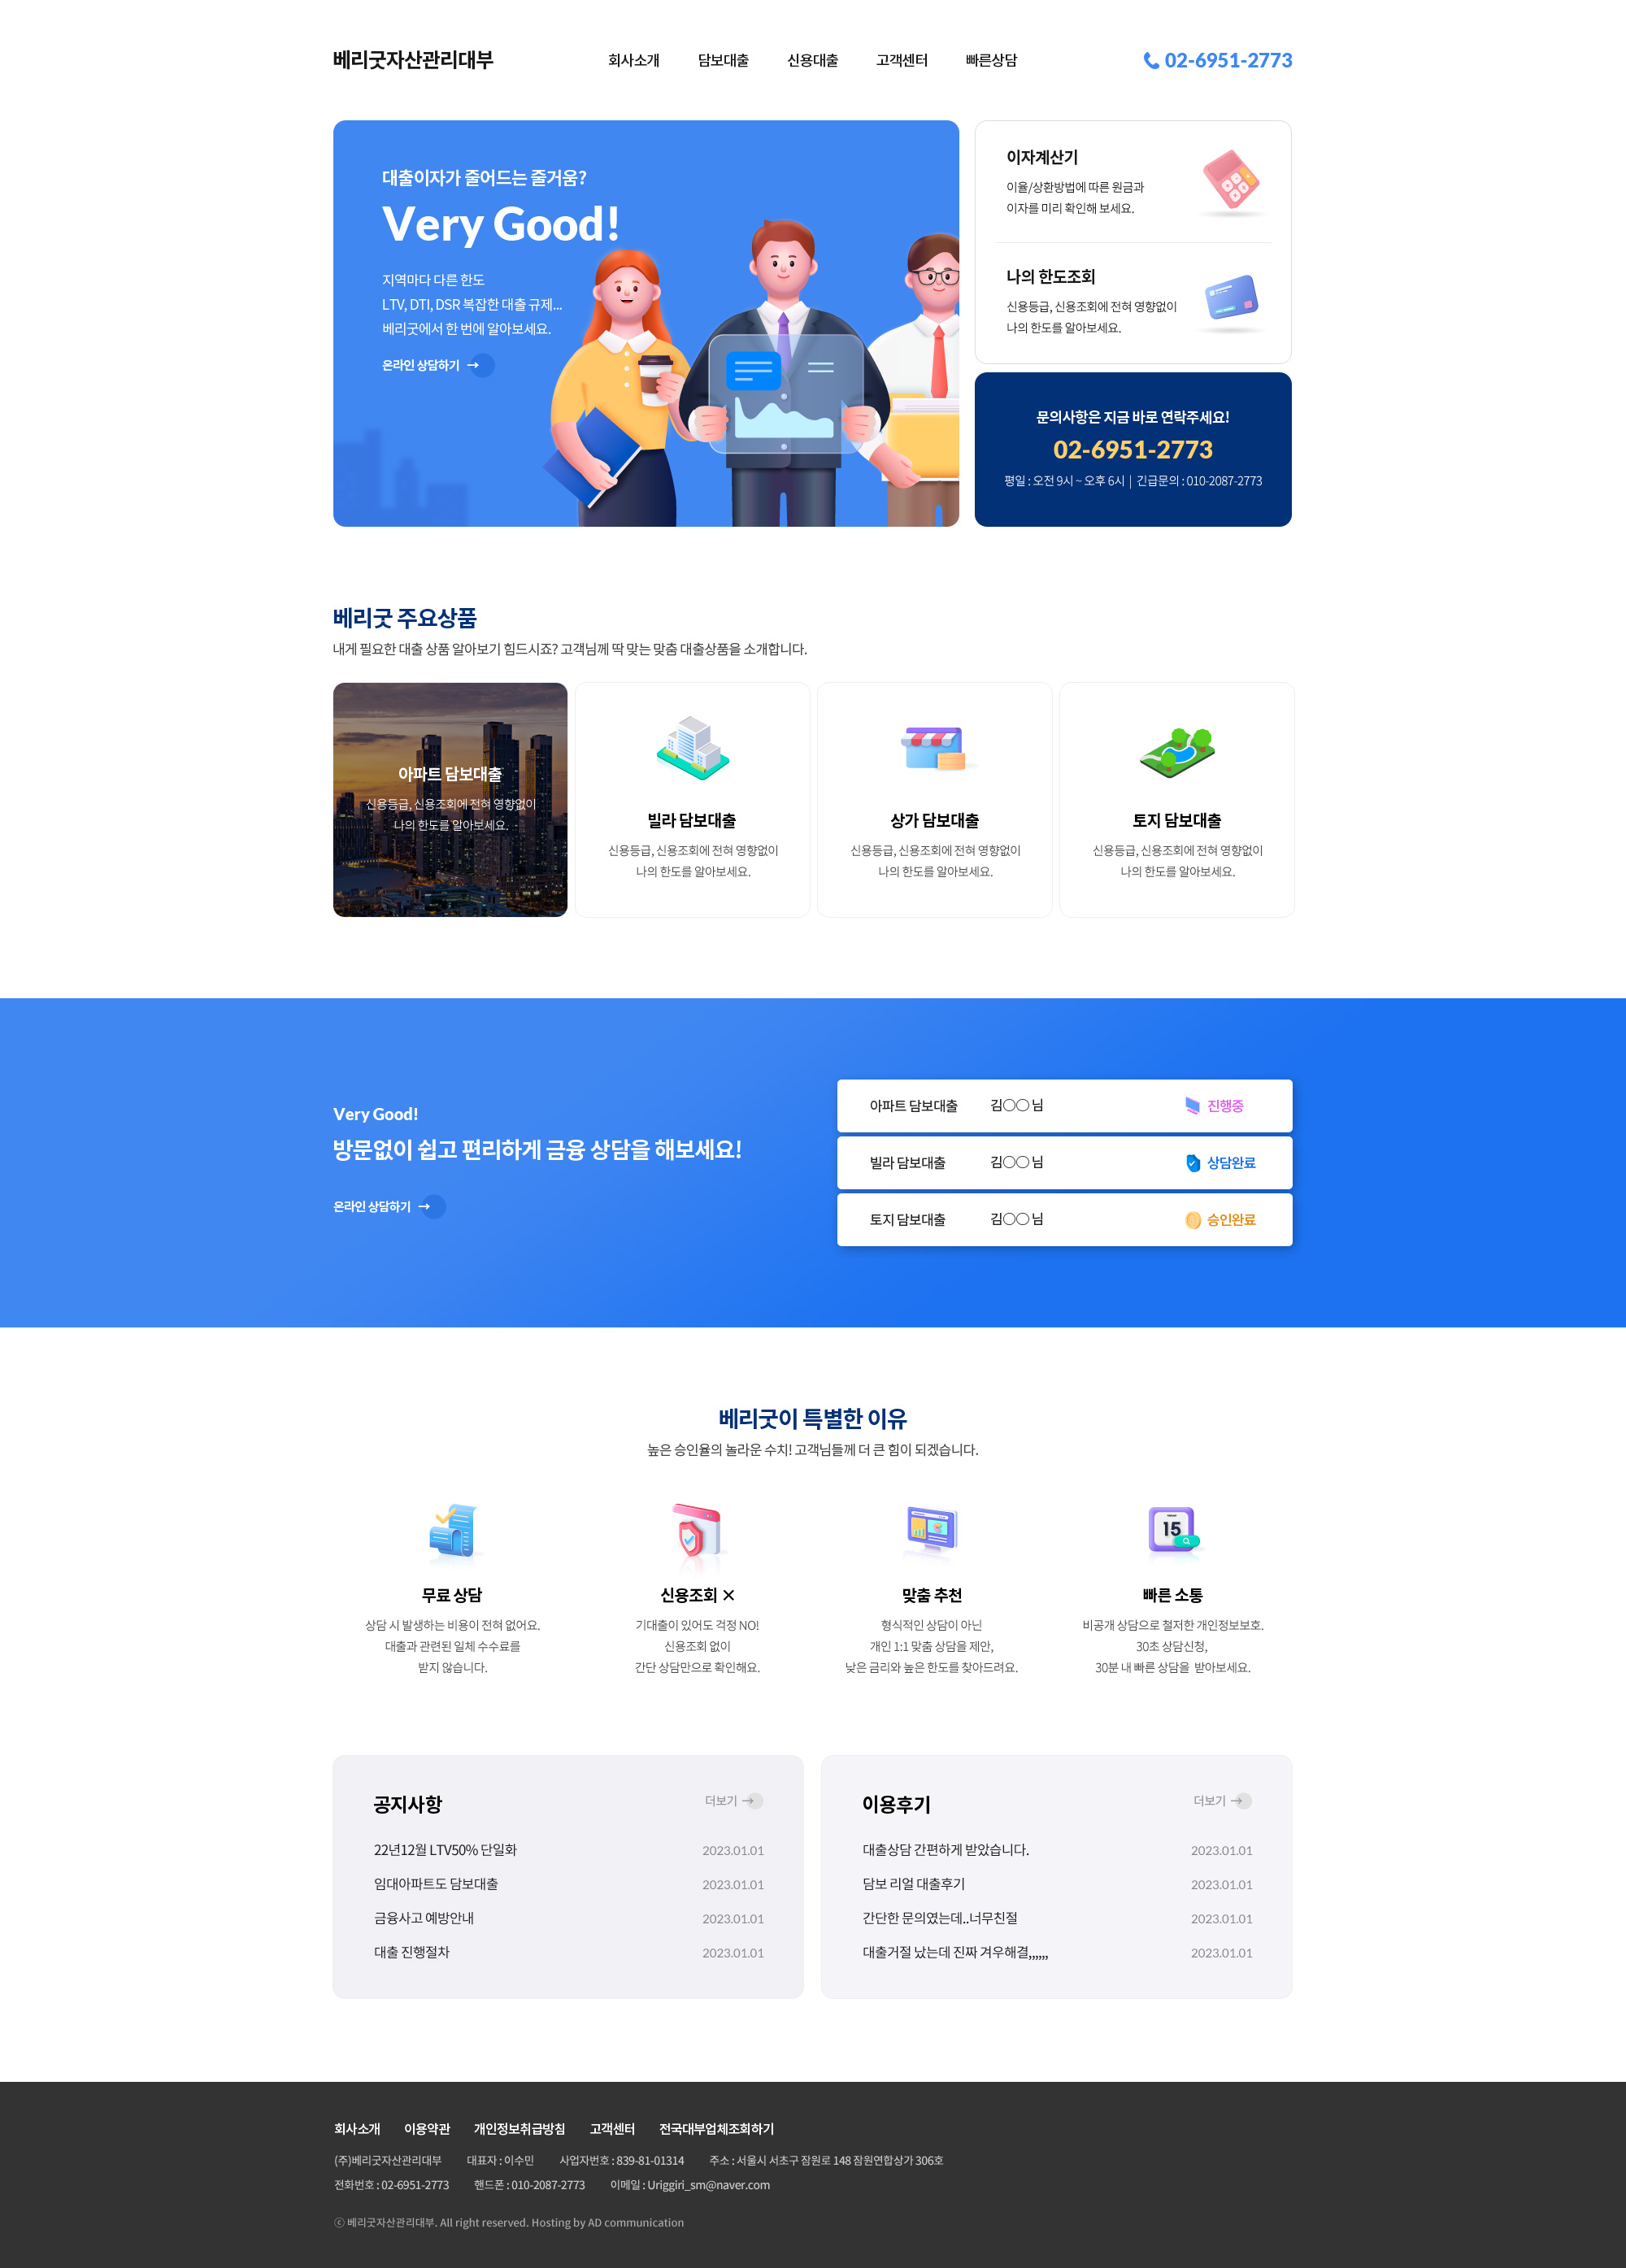 베리굿자산관리대부
회사소개 담보대출 신용대출 고객센터 빠른상담
02-6951-2773
대출이자가 줄어드는 줄거움?
Very Good!
지역마다 다른 한도
LTV, DTI, DSR 복잡한 대출 규제...
베리굿에서 한 번에 알아보세요.
온라인 상담하기 →
이자계산기
이율/상환방법에 따른 원금과
이자를 미리 확인해 보세요.
나의 한도조회
신용등급, 신용조회에 전혀 영향없이
나의 한도를 알아보세요.
문의사항은 지금 바로 연락주세요!
02-6951-2773
평일 : 오전 9시 ~ 오후 6시 | 긴급문의 : 010-2087-2773
베리굿 주요상품
내게 필요한 대출 상품 알아보기 힘드시죠? 고객님께 딱 맞는 맞춤 대출상품을 소개합니다.
아파트 담보대출
신용등급, 신용조회에 전혀 영향없이
나의 한도를 알아보세요.
빌라 담보대출
신용등급, 신용조회에 전혀 영향없이
나의 한도를 알아보세요.
상가 담보대출
신용등급, 신용조회에 전혀 영향없이
나의 한도를 알아보세요.
토지 담보대출
신용등급, 신용조회에 전혀 영향없이
나의 한도를 알아보세요.
Very Good!
방문없이 쉽고 편리하게 금융 상담을 해보세요!
온라인 상담하기 →
아파트 담보대출 김○○ 님 진행중
빌라 담보대출 김○○ 님 상담완료
토지 담보대출 김○○ 님 승인완료
베리굿이 특별한 이유
높은 승인율의 놀라운 수치! 고객님들께 더 큰 힘이 되겠습니다.
무료 상담
상담 시 발생하는 비용이 전혀 없어요.
대출과 관련된 일체 수수료를
받지 않습니다.
신용조회 ×
기대출이 있어도 걱정 NO!
신용조회 없이
간단 상담만으로 확인해요.
맞춤 추천
형식적인 상담이 아닌
개인 1:1 맞춤 상담을 제안,
낮은 금리와 높은 한도를 찾아드려요.
15
빠른 소통
비공개 상담으로 철저한 개인정보보호.
30초 상담신청,
30분 내 빠른 상담을 받아보세요.
공지사항 더보기 →
22년12월 LTV50% 단일화 2023.01.01
임대아파트도 담보대출 2023.01.01
금융사고 예방안내 2023.01.01
대출 진행절차 2023.01.01
이용후기 더보기 →
대출상담 간편하게 받았습니다. 2023.01.01
담보 리얼 대출후기 2023.01.01
간단한 문의였는데..너무친절 2023.01.01
대출거절 났는데 진짜 겨우해결,,,,,, 2023.01.01
회사소개 이용약관 개인정보취급방침 고객센터 전국대부업체조회하기
(주)베리굿자산관리대부 대표자 : 이수민 사업자번호 : 839-81-01314 주소 : 서울시 서초구 잠원로 148 잠원연합상가 306호
전화번호 : 02-6951-2773 핸드폰 : 010-2087-2773 이메일 : Uriggiri_sm@naver.com
ⓒ 베리굿자산관리대부. All right reserved. Hosting by AD communication